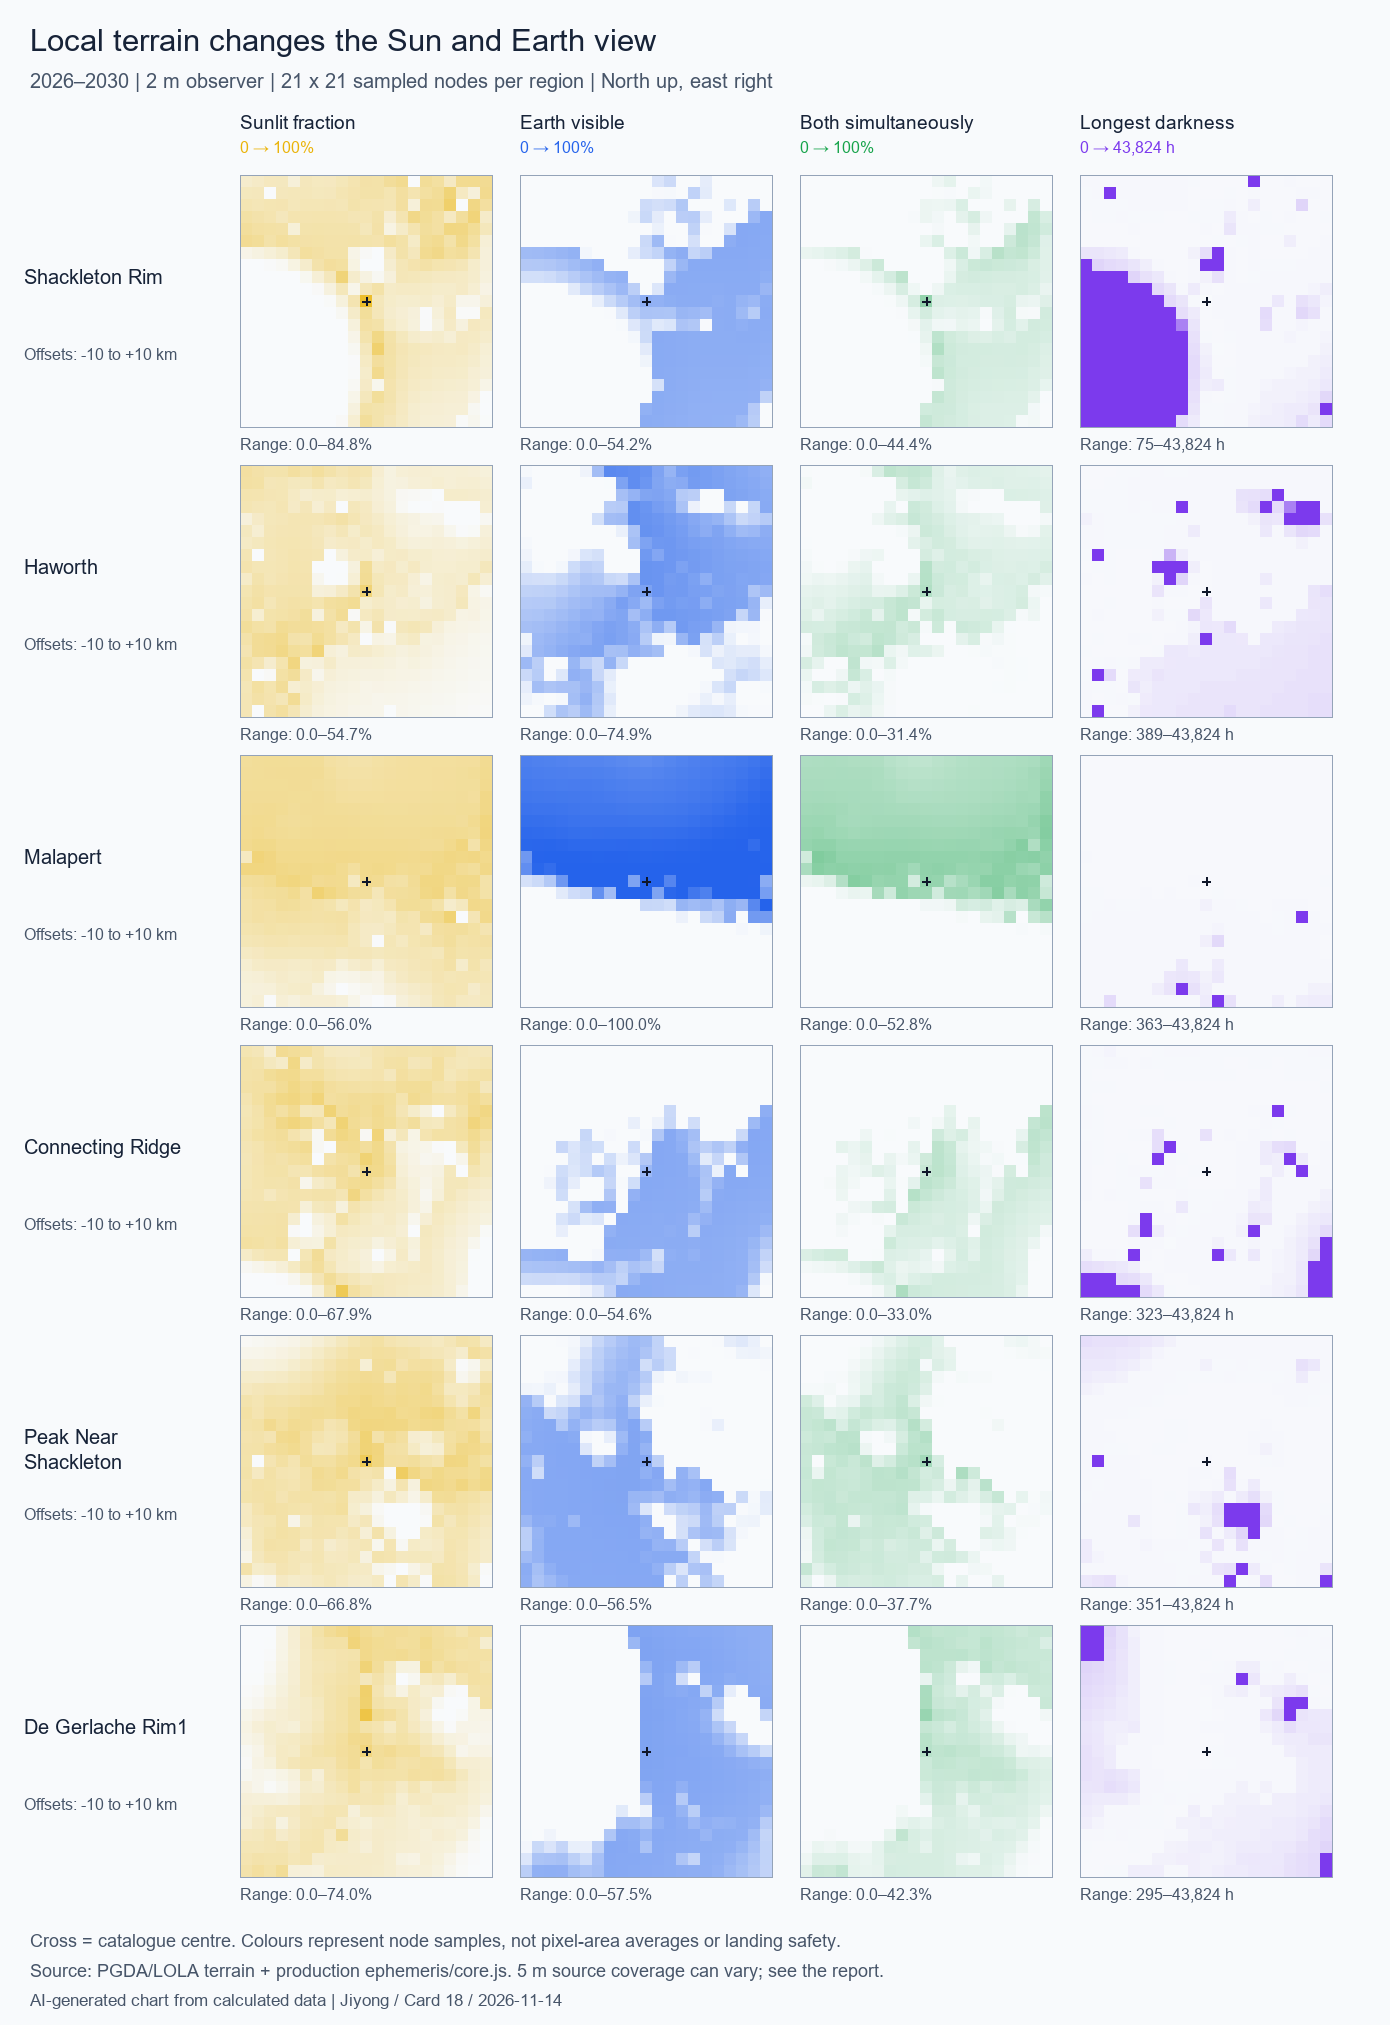 Local terrain changes the Sun and Earth view
2026–2030 | 2 m observer | 21 x 21 sampled nodes per region | North up, east right
Sunlit fraction
0 → 100%
Earth visible
0 → 100%
Both simultaneously
0 → 100%
Longest darkness
0 → 43,824 h
Shackleton Rim
Offsets: -10 to +10 km
Range: 0.0–84.8%
Range: 0.0–54.2%
Range: 0.0–44.4%
Range: 75–43,824 h
Haworth
Offsets: -10 to +10 km
Range: 0.0–54.7%
Range: 0.0–74.9%
Range: 0.0–31.4%
Range: 389–43,824 h
Malapert
Offsets: -10 to +10 km
Range: 0.0–56.0%
Range: 0.0–100.0%
Range: 0.0–52.8%
Range: 363–43,824 h
Connecting Ridge
Offsets: -10 to +10 km
Range: 0.0–67.9%
Range: 0.0–54.6%
Range: 0.0–33.0%
Range: 323–43,824 h
Peak Near
Shackleton
Offsets: -10 to +10 km
Range: 0.0–66.8%
Range: 0.0–56.5%
Range: 0.0–37.7%
Range: 351–43,824 h
De Gerlache Rim1
Offsets: -10 to +10 km
Range: 0.0–74.0%
Range: 0.0–57.5%
Range: 0.0–42.3%
Range: 295–43,824 h
Cross = catalogue centre. Colours represent node samples, not pixel-area averages or landing safety.
Source: PGDA/LOLA terrain + production ephemeris/core.js. 5 m source coverage can vary; see the report.
AI-generated chart from calculated data | Jiyong / Card 18 / 2026-11-14